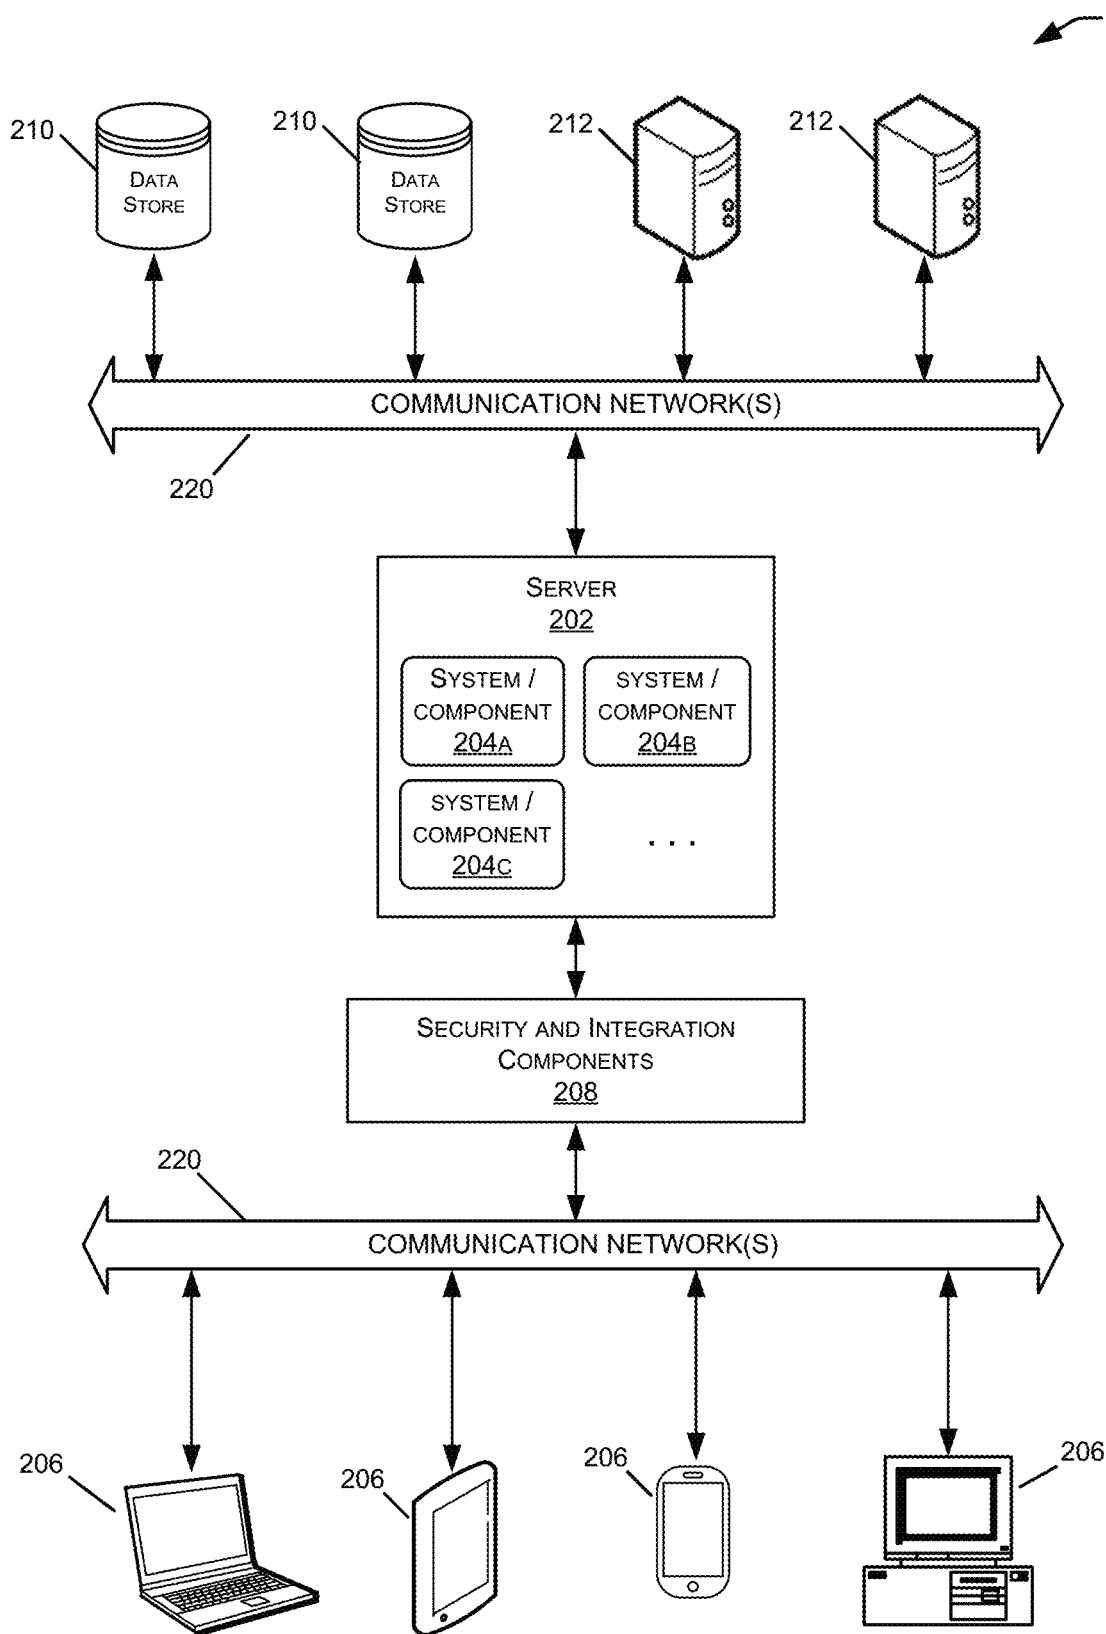 210
210
212
212
DATA
STORE
DATA
STORE
COMMUNICATION NETWORK(S)
220
SERVER
202
SYSTEM /
COMPONENT
204A
SYSTEM /
COMPONENT
204B
SYSTEM /
COMPONENT
204C
. . .
SECURITY AND INTEGRATION
COMPONENTS
208
220
COMMUNICATION NETWORK(S)
206
206
206
206